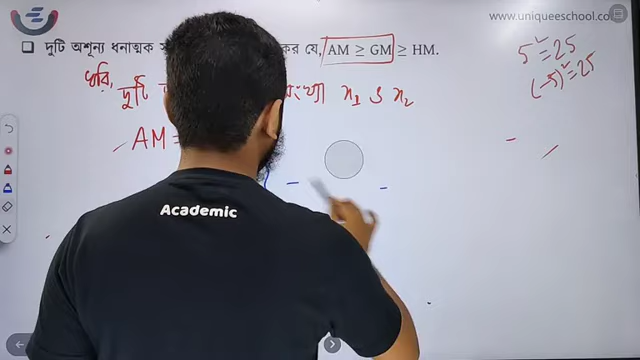 www.uniqueeschool.com
দুটি অশূন্য ধনাত্মক কর যে, AM ≥ GM ≥ HM.
5² = 25
(-5)² = 25
ধরি,
দুটি x₁ ও x₂
AM =
Academic